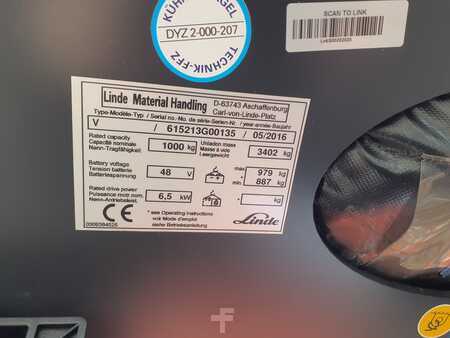 KÜHN
GEL
DYZ 2-000-207
TECHNIK-FFZ
SCAN TO LINK
Linde Material Handling
D-63743 Aschaffenburg
Carl-von-Linde-Platz
Type-Modèle-Typ / Serial no.-No. de série-Serien-Nr. / year-année-Baujahr
V / 615213G00135 / 05/2016
Rated capacity
Capacité nominale
Nenn-Tragfähigkeit
1000 kg
Unladen mass
Masse à vide
Leergewicht
3402 kg
Battery voltage
Tension batterie
Batteriespannung
48 V
max 979 kg
min 887 kg
Rated drive power
Puissance motr. nom.
Nenn-Antriebsleist.
6,5 kW
* see Operating Instructions
voir Mode d'emploi
siehe Betriebsanleitung
CE
Linde
0009384525
F